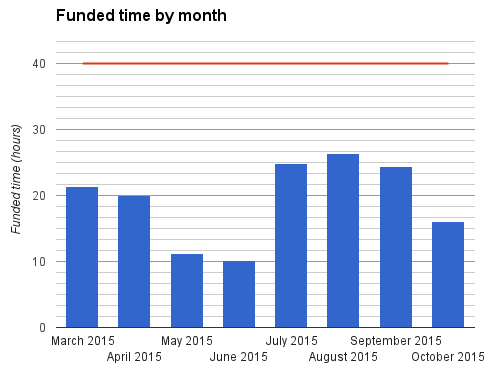 Funded time by month
Funded time (hours)
40
30
20
10
0
March 2015
April 2015
May 2015
June 2015
July 2015
August 2015
September 2015
October 2015